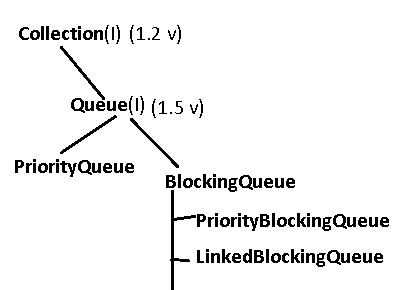 Collection(I) (1.2 v)
Queue(I) (1.5 v)
PriorityQueue
BlockingQueue
PriorityBlockingQueue
LinkedBlockingQueue